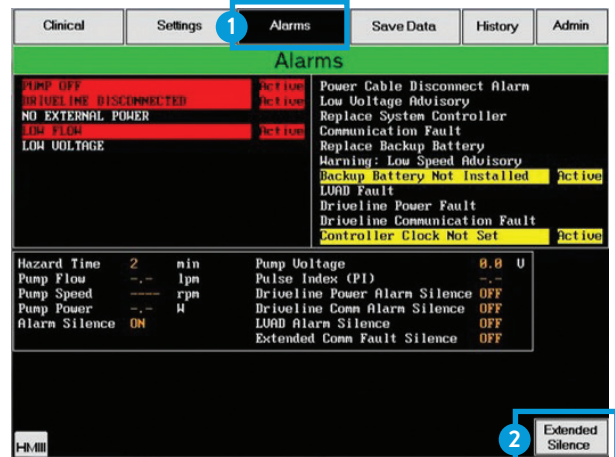 Clinical Settings 1 Alarms Save Data History Admin
Alarms
PUMP OFF Active
DRIVELINE DISCONNECTED Active
NO EXTERNAL POWER
LOW FLOW Active
LOW VOLTAGE
Power Cable Disconnect Alarm
Low Voltage Advisory
Replace System Controller
Communication Fault
Replace Backup Battery
Warning: Low Speed Advisory
Backup Battery Not Installed Active
LVAD Fault
Driveline Power Fault
Driveline Communication Fault
Controller Clock Not Set Active
Hazard Time 2 min
Pump Flow -.- lpm
Pump Speed ---- rpm
Pump Power -.- W
Alarm Silence ON
Pump Voltage 0.0 V
Pulse Index (PI) -.-
Driveline Power Alarm Silence OFF
Driveline Comm Alarm Silence OFF
LVAD Alarm Silence OFF
Extended Comm Fault Silence OFF
HMIII
2 Extended
Silence